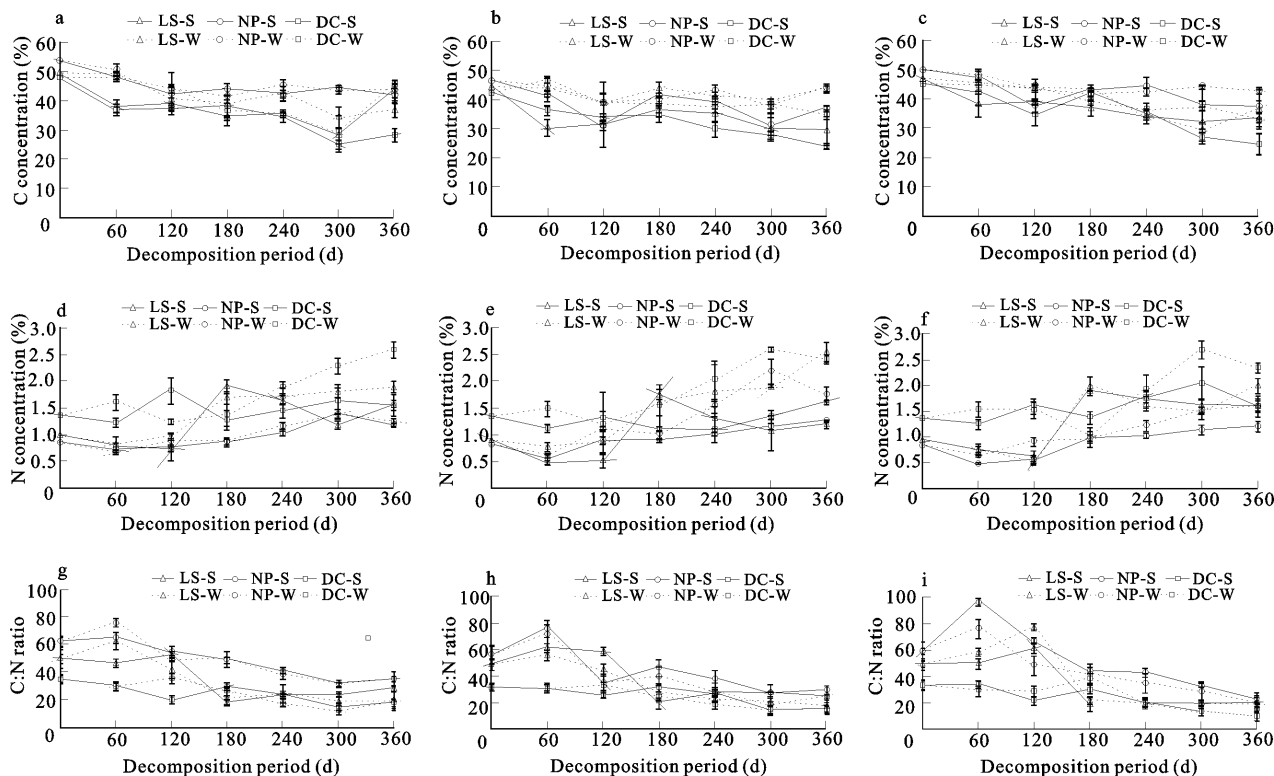 a
LS-S NP-S DC-S
LS-W NP-W DC-W
C concentration (%)
60
50
40
30
20
10
0
60 120 180 240 300 360
Decomposition period (d)
b
LS-S NP-S DC-S
LS-W NP-W DC-W
C concentration (%)
60
50
40
30
20
10
0
60 120 180 240 300 360
Decomposition period (d)
c
LS-S NP-S DC-S
LS-W NP-W DC-W
C concentration (%)
60
50
40
30
20
10
0
60 120 180 240 300 360
Decomposition period (d)
d
LS-S NP-S DC-S
LS-W NP-W DC-W
N concentration (%)
3.0
2.5
2.0
1.5
1.0
0.5
0
60 120 180 240 300 360
Decomposition period (d)
e
LS-S NP-S DC-S
LS-W NP-W DC-W
N concentration (%)
3.0
2.5
2.0
1.5
1.0
0.5
0
60 120 180 240 300 360
Decomposition period (d)
f
LS-S NP-S DC-S
LS-W NP-W DC-W
N concentration (%)
3.0
2.5
2.0
1.5
1.0
0.5
0
60 120 180 240 300 360
Decomposition period (d)
g
LS-S NP-S DC-S
LS-W NP-W DC-W
C:N ratio
100
80
60
40
20
0
60 120 180 240 300 360
Decomposition period (d)
h
LS-S NP-S DC-S
LS-W NP-W DC-W
C:N ratio
100
80
60
40
20
0
60 120 180 240 300 360
Decomposition period (d)
i
LS-S NP-S DC-S
LS-W NP-W DC-W
C:N ratio
100
80
60
40
20
0
60 120 180 240 300 360
Decomposition period (d)